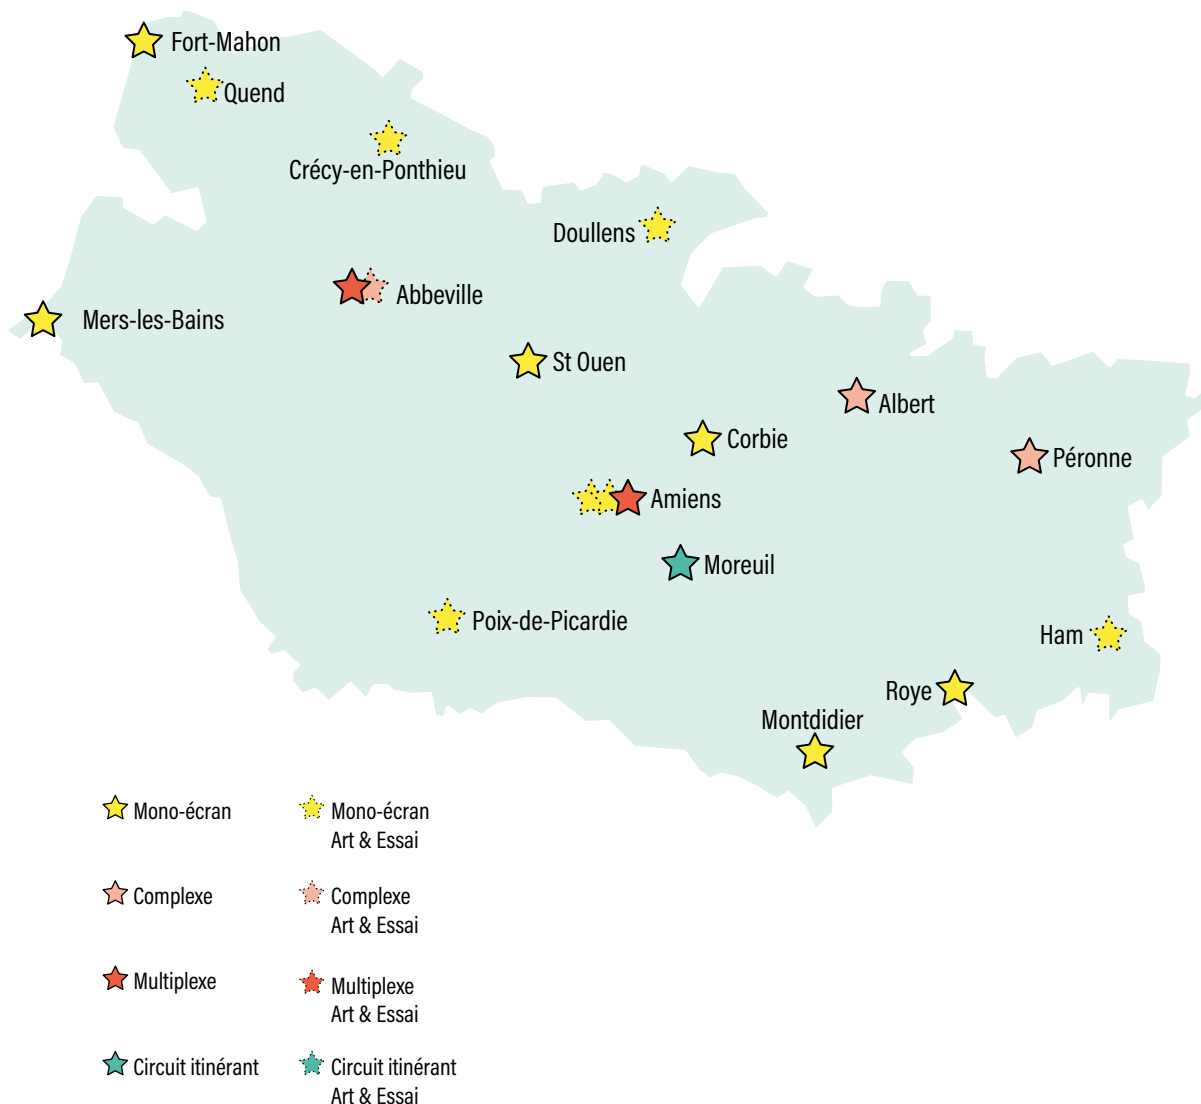 Fort-Mahon
Quend
Crécy-en-Ponthieu
Doullens
Abbeville
Mers-les-Bains
St Ouen
Albert
Corbie
Péronne
Amiens
Moreuil
Poix-de-Picardie
Ham
Roye
Montdidier
Mono-écran
Mono-écran
Art & Essai
Complexe
Complexe
Art & Essai
Multiplexe
Multiplexe
Art & Essai
Circuit itinérant
Circuit itinérant
Art & Essai